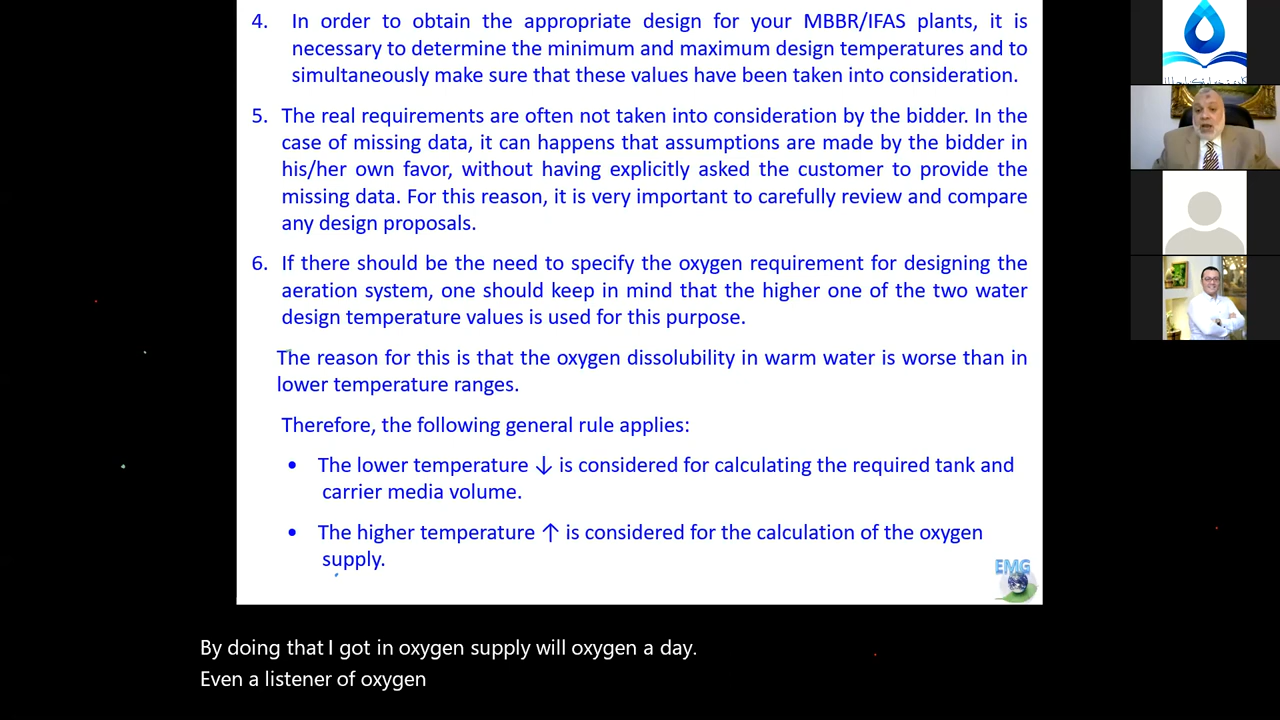 4. In order to obtain the appropriate design for your MBBR/IFAS plants, it is
necessary to determine the minimum and maximum design temperatures and to
simultaneously make sure that these values have been taken into consideration.
5. The real requirements are often not taken into consideration by the bidder. In the
case of missing data, it can happens that assumptions are made by the bidder in
his/her own favor, without having explicitly asked the customer to provide the
missing data. For this reason, it is very important to carefully review and compare
any design proposals.
6. If there should be the need to specify the oxygen requirement for designing the
aeration system, one should keep in mind that the higher one of the two water
design temperature values is used for this purpose.
The reason for this is that the oxygen dissolubility in warm water is worse than in
lower temperature ranges.
Therefore, the following general rule applies:
• The lower temperature ↓ is considered for calculating the required tank and
carrier media volume.
• The higher temperature ↑ is considered for the calculation of the oxygen
supply.
EMG
By doing that I got in oxygen supply will oxygen a day.
Even a listener of oxygen